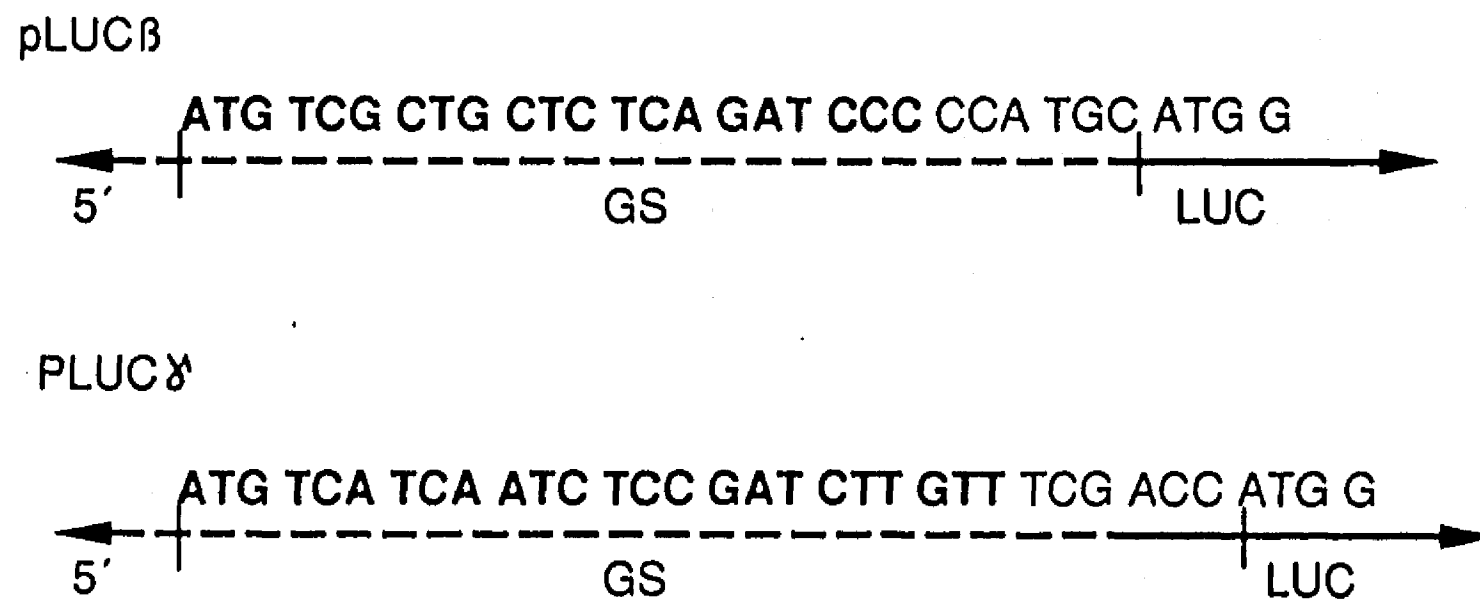 pLUCß
ATG TCG CTG CTC TCA GAT CCC CCA TGC ATG G
5′ GS LUC
PLUCɣ
ATG TCA TCA ATC TCC GAT CTT GTT TCG ACC ATG G
5′ GS LUC